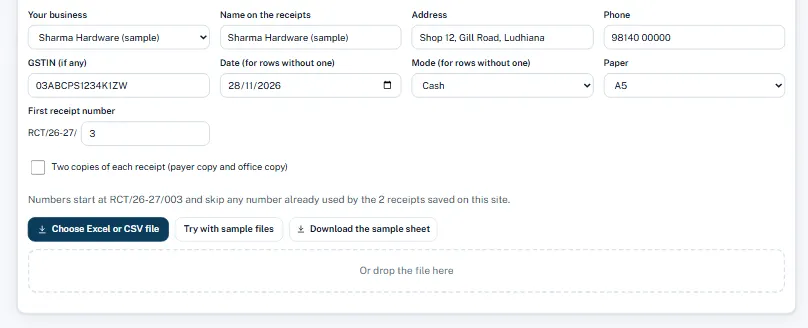 Your business Name on the receipts Address Phone
Sharma Hardware (sample) Sharma Hardware (sample) Shop 12, Gill Road, Ludhiana 98140 00000
GSTIN (if any) Date (for rows without one) Mode (for rows without one) Paper
03ABCPS1234K1ZW 28/11/2026 Cash A5
First receipt number
RCT/26-27/ 3
Two copies of each receipt (payer copy and office copy)
Numbers start at RCT/26-27/003 and skip any number already used by the 2 receipts saved on this site.
Choose Excel or CSV file Try with sample files Download the sample sheet
Or drop the file here